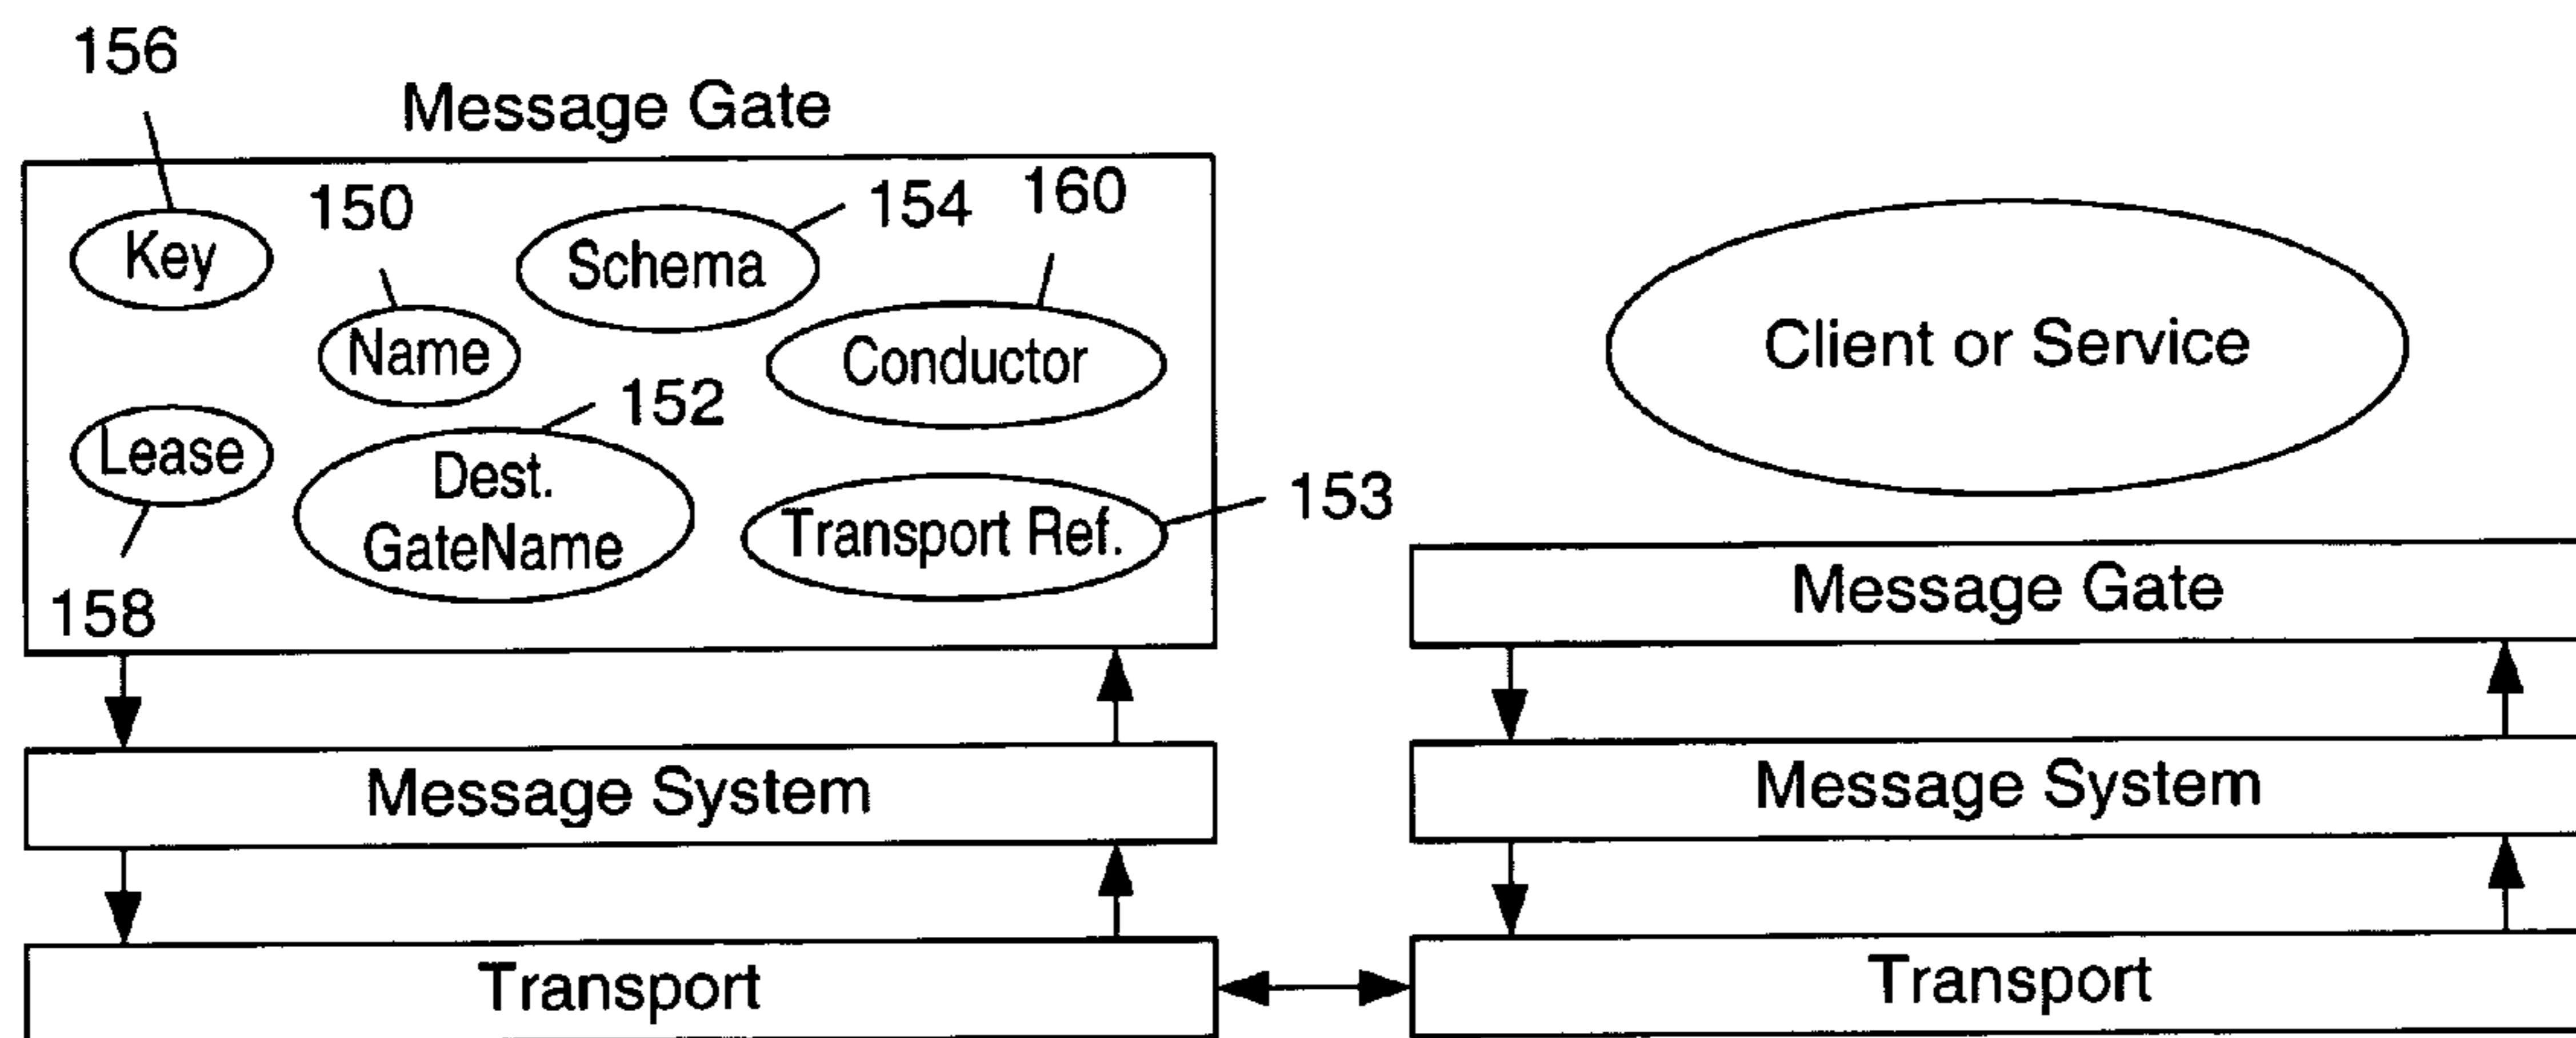 156
Message Gate
150
154
160
Key
Schema
Name
Conductor
152
Lease
Dest.
GateName
Transport Ref.
153
158
Client or Service
Message Gate
Message System
Message System
Transport
Transport